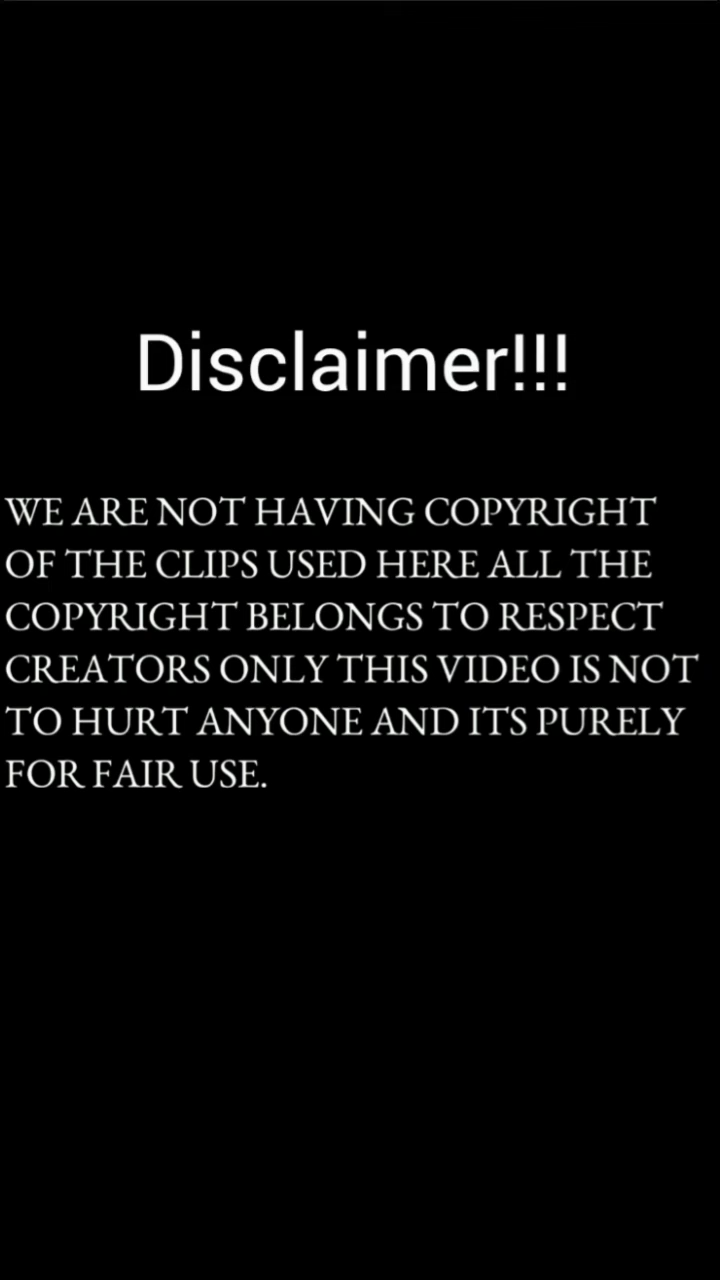 Disclaimer!!!
WE ARE NOT HAVING COPYRIGHT
OF THE CLIPS USED HERE ALL THE
COPYRIGHT BELONGS TO RESPECT
CREATORS ONLY THIS VIDEO IS NOT
TO HURT ANYONE AND ITS PURELY
FOR FAIR USE.